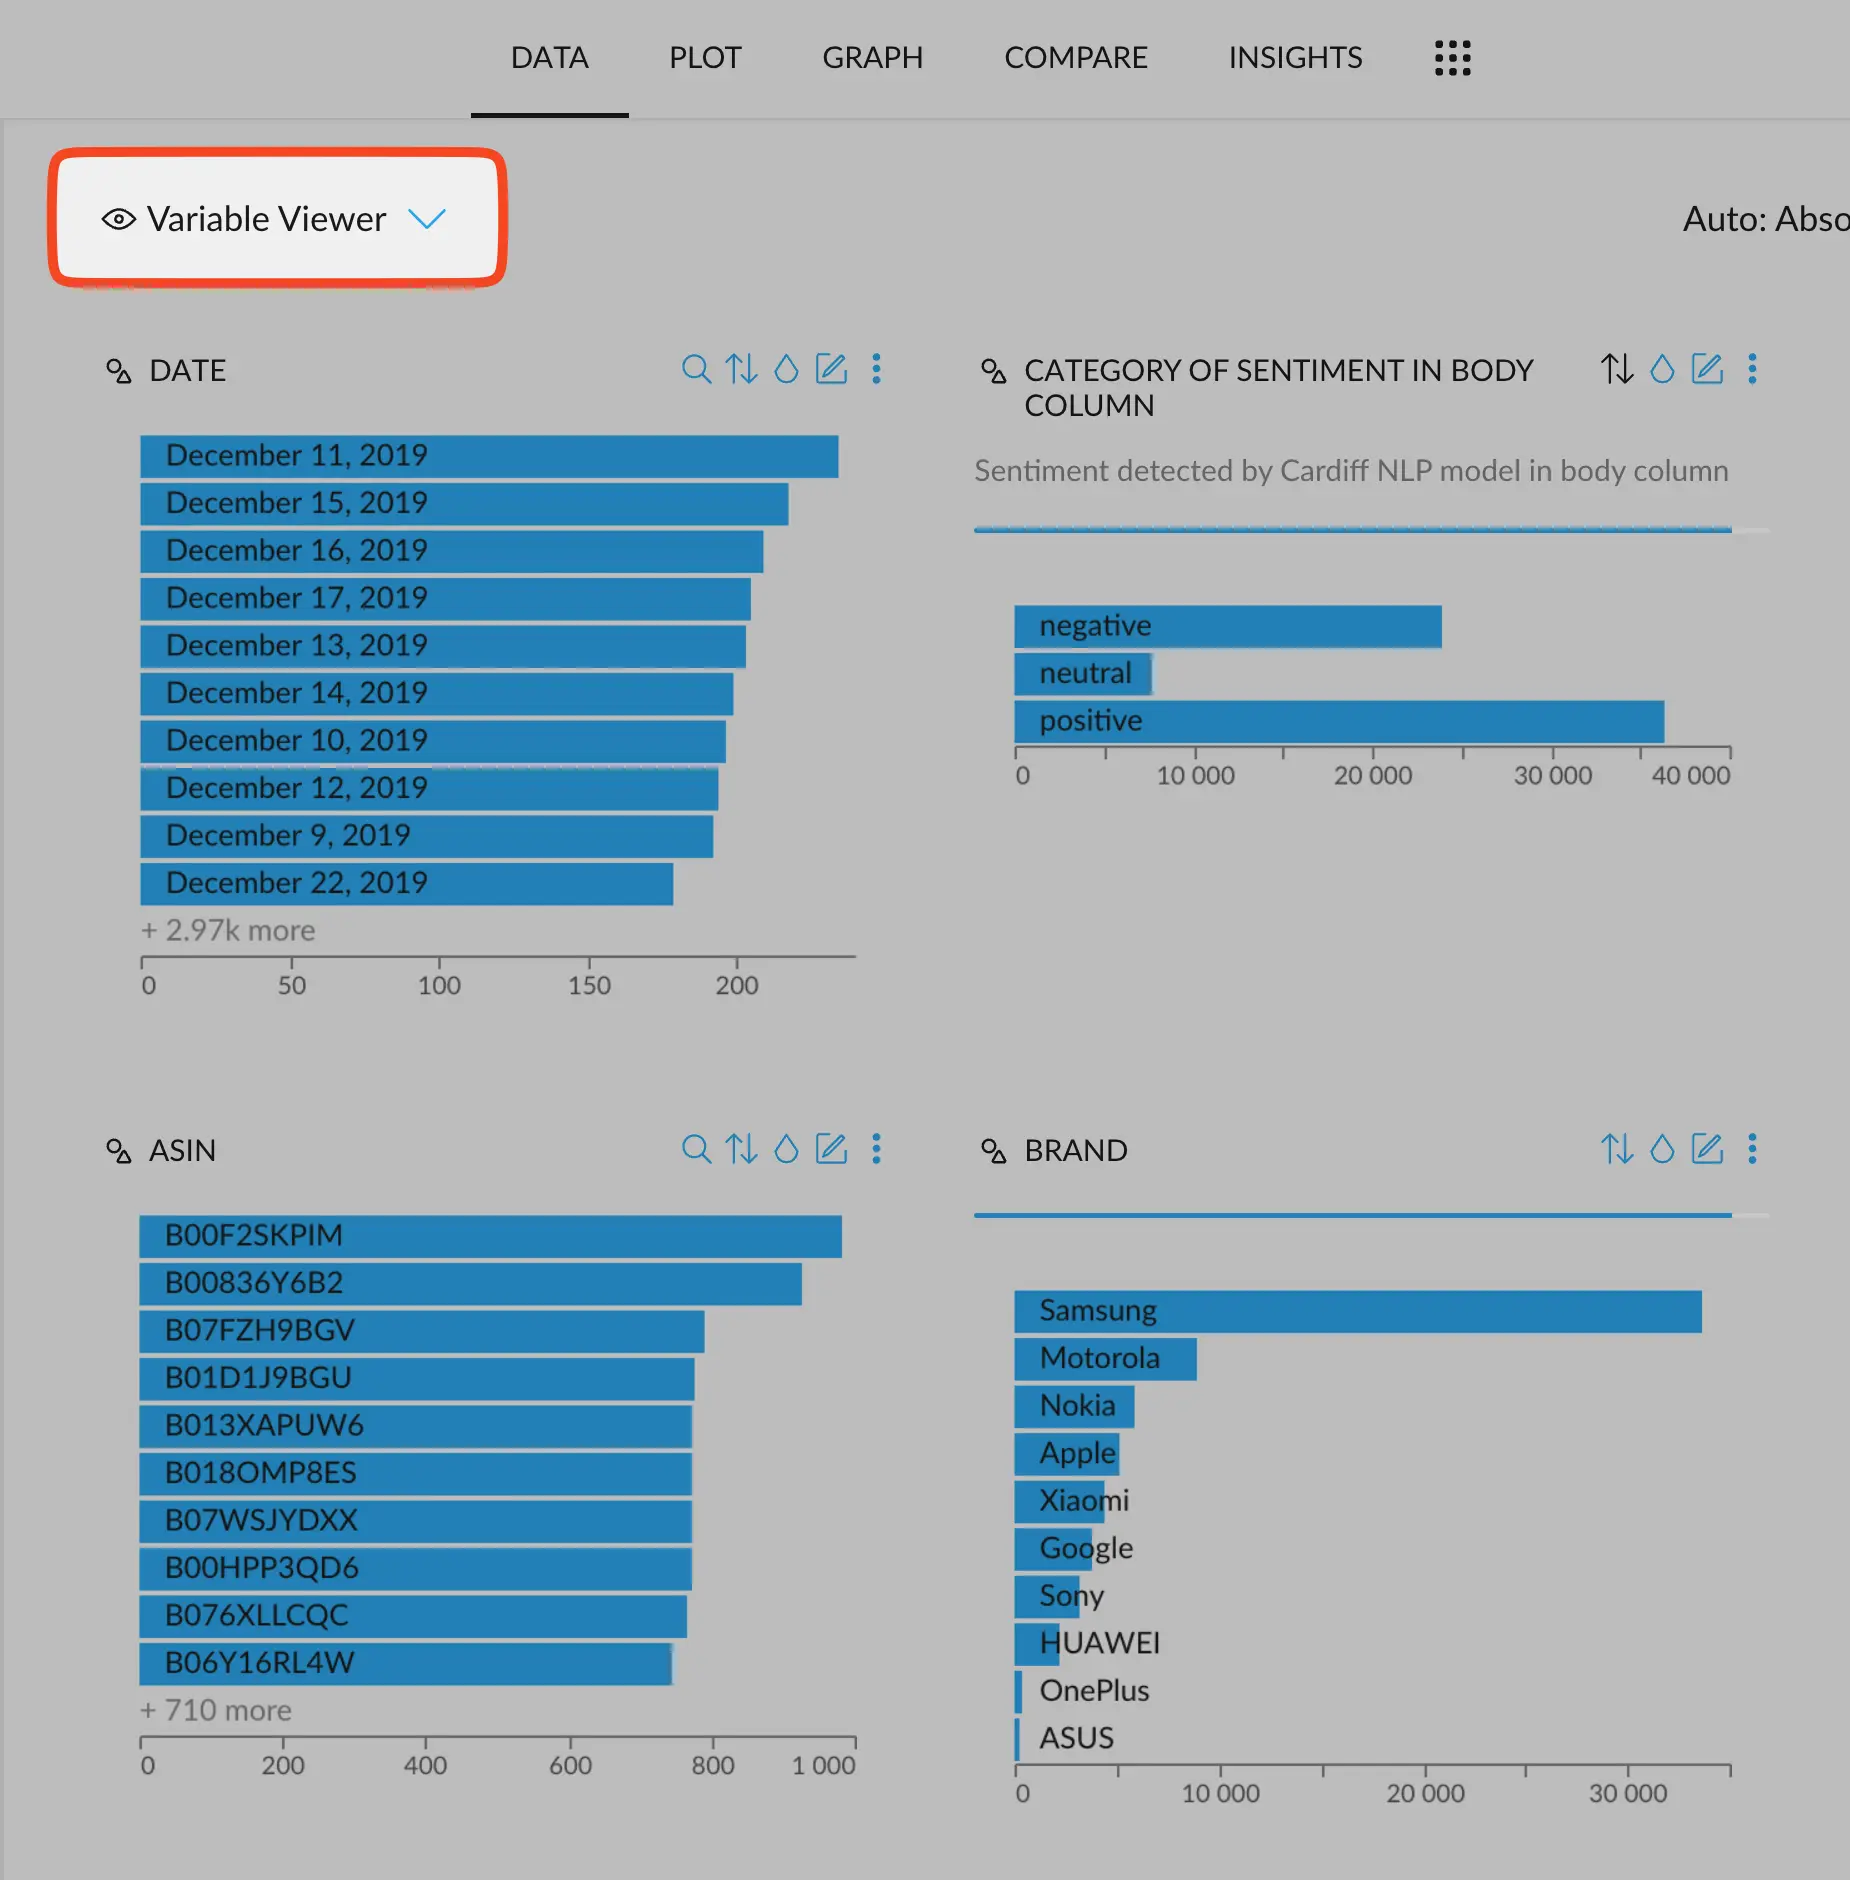 DATA PLOT GRAPH COMPARE INSIGHTS
Variable Viewer
Auto: Abso
DATE
December 11, 2019
December 15, 2019
December 16, 2019
December 17, 2019
December 13, 2019
December 14, 2019
December 10, 2019
December 12, 2019
December 9, 2019
December 22, 2019
+ 2.97k more
0 50 100 150 200
CATEGORY OF SENTIMENT IN BODY
COLUMN
Sentiment detected by Cardiff NLP model in body column
negative
neutral
positive
0 10 000 20 000 30 000 40 000
ASIN
B00F2SKPIM
B00836Y6B2
B07FZH9BGV
B01D1J9BGU
B013XAPUW6
B018OMP8ES
B07WSJYDXX
B00HPP3QD6
B076XLLCQC
B06Y16RL4W
+ 710 more
0 200 400 600 800 1 000
BRAND
Samsung
Motorola
Nokia
Apple
Xiaomi
Google
Sony
HUAWEI
OnePlus
ASUS
0 10 000 20 000 30 000